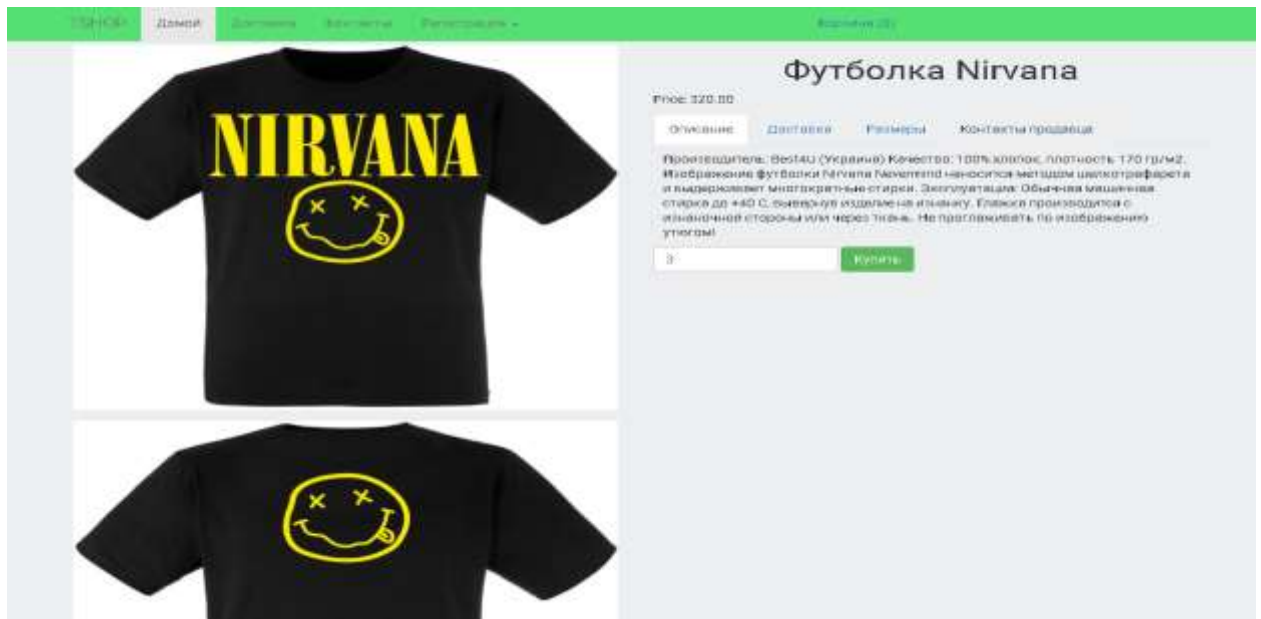 TSHOP Домой Доставка Контакты Регистрация Корзина (0)
Футболка Nirvana
Price: 320.00
Описание Доставка Размеры Контакты продавца
Производитель: Best4U (Украина) Качество: 100% хлопок, плотность 170 гр/м2.
Изображение футболки Nirvana Nevermind наносится методом шелкотрафарета
и выдерживает многократные стирки. Эксплуатация: Обычная машинная
стирка до +40 С, вывернув изделие на изнанку. Глажка производится с
изнаночной стороны или через ткань. Не проглаживать по изображению
утюгом!
3 Купить
NIRVANA